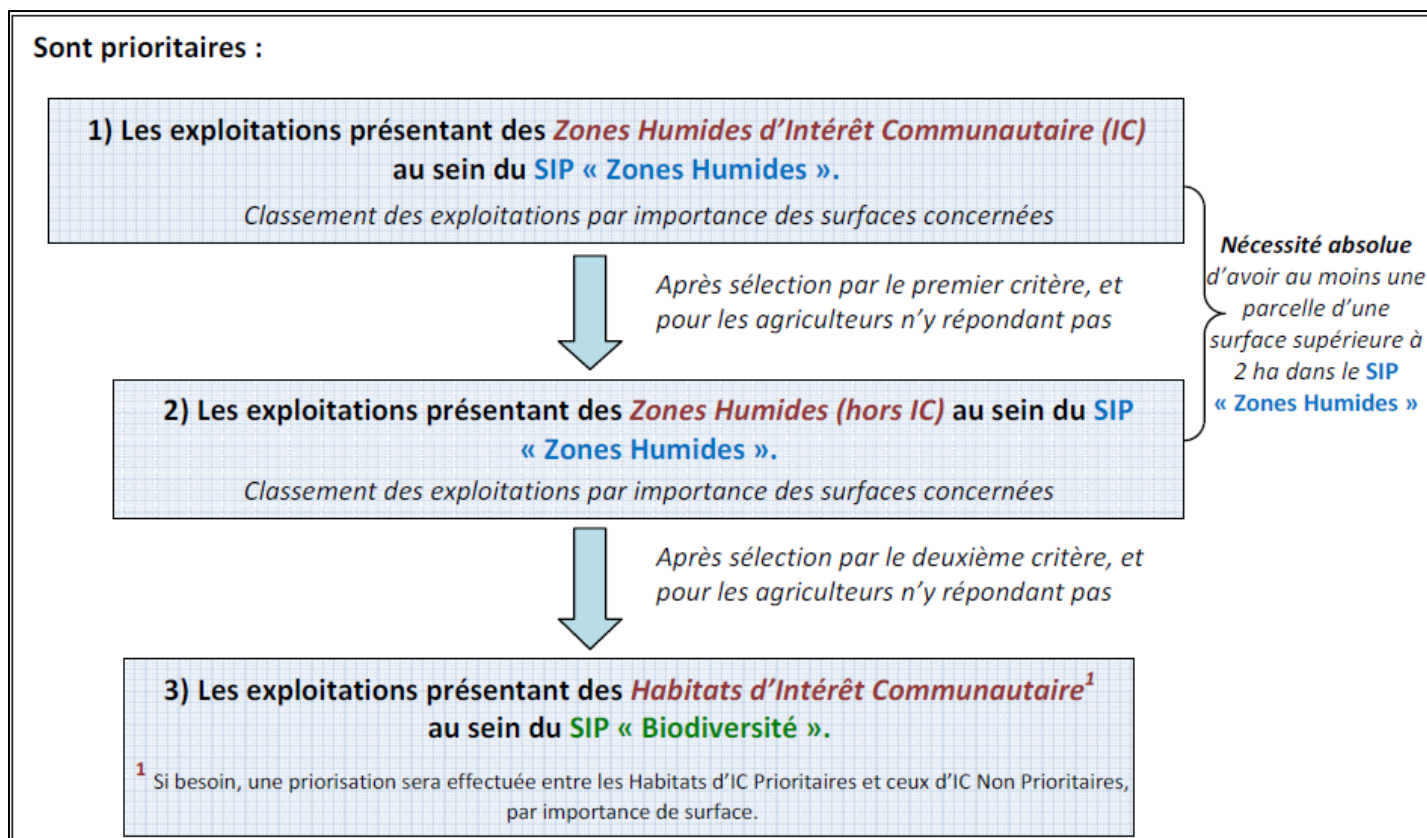 Sont prioritaires :
1) Les exploitations présentant des Zones Humides d’Intérêt Communautaire (IC)
au sein du SIP « Zones Humides ».
Classement des exploitations par importance des surfaces concernées
Après sélection par le premier critère, et
pour les agriculteurs n’y répondant pas
Nécessité absolue
d’avoir au moins une
parcelle d’une
surface supérieure à
2 ha dans le SIP
« Zones Humides »
2) Les exploitations présentant des Zones Humides (hors IC) au sein du SIP
« Zones Humides ».
Classement des exploitations par importance des surfaces concernées
Après sélection par le deuxième critère, et
pour les agriculteurs n’y répondant pas
3) Les exploitations présentant des Habitats d’Intérêt Communautaire1
au sein du SIP « Biodiversité ».
1 Si besoin, une priorisation sera effectuée entre les Habitats d’IC Prioritaires et ceux d’IC Non Prioritaires,
par importance de surface.